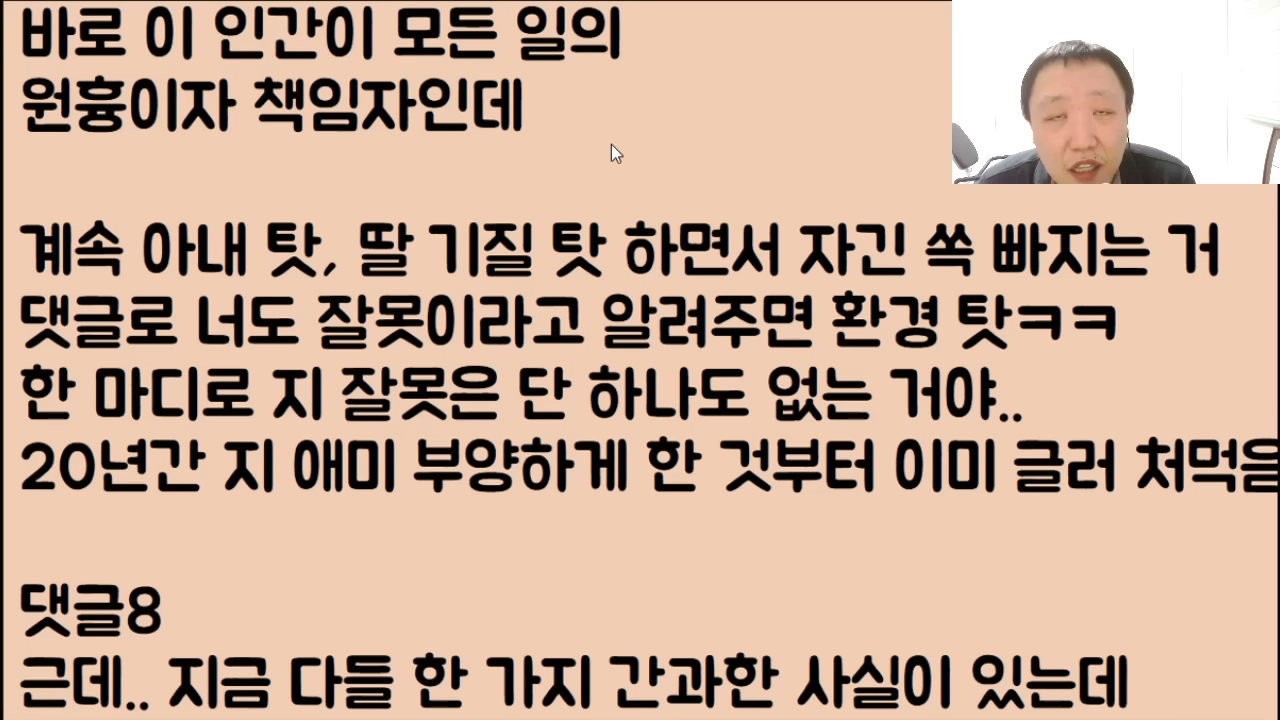 바로 이 인간이 모든 일의
원흉이자 책임자인데
계속 아내 탓, 딸 기질 탓 하면서 자긴 쏙 빠지는 거
댓글로 너도 잘못이라고 알려주면 환경 탓ㅋㅋ
한 마디로 지 잘못은 단 하나도 없는 거야..
20년간 지 애미 부양하게 한 것부터 이미 글러 처먹을
댓글8
근데.. 지금 다들 한 가지 간과한 사실이 있는데